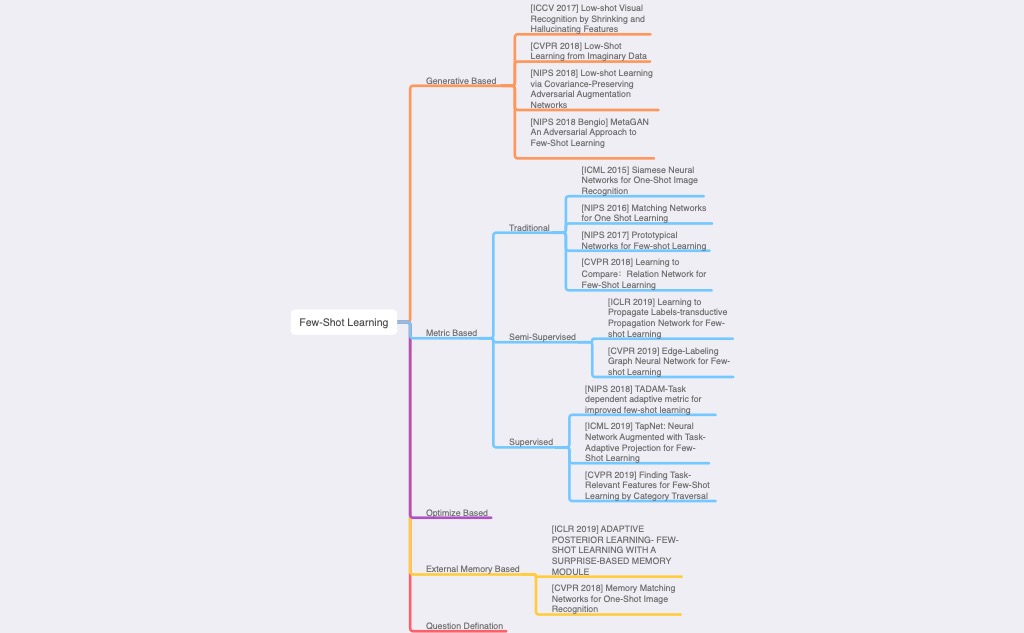 [ICCV 2017] Low-shot Visual
Recognition by Shrinking and
Hallucinating Features
[CVPR 2018] Low-Shot
Learning from Imaginary Data
Generative Based
[NIPS 2018] Low-shot Learning
via Covariance-Preserving
Adversarial Augmentation
Networks
[NIPS 2018 Bengio] MetaGAN
An Adversarial Approach to
Few-Shot Learning
[ICML 2015] Siamese Neural
Networks for One-Shot Image
Recognition
[NIPS 2016] Matching Networks
for One Shot Learning
Traditional
[NIPS 2017] Prototypical
Networks for Few-shot Learning
[CVPR 2018] Learning to
Compare：Relation Network for
Few-Shot Learning
Few-Shot Learning
Metric Based
Semi-Supervised
[ICLR 2019] Learning to
Propagate Labels-transductive
Propagation Network for Few-
shot Learning
[CVPR 2019] Edge-Labeling
Graph Neural Network for Few-
shot Learning
[NIPS 2018] TADAM-Task
dependent adaptive metric for
improved few-shot learning
Supervised
[ICML 2019] TapNet: Neural
Network Augmented with Task-
Adaptive Projection for Few-
Shot Learning
[CVPR 2019] Finding Task-
Relevant Features for Few-Shot
Learning by Category Traversal
Optimize Based
[ICLR 2019] ADAPTIVE
POSTERIOR LEARNING- FEW-
SHOT LEARNING WITH A
SURPRISE-BASED MEMORY
MODULE
External Memory Based
[CVPR 2018] Memory Matching
Networks for One-Shot Image
Recognition
Question Defination